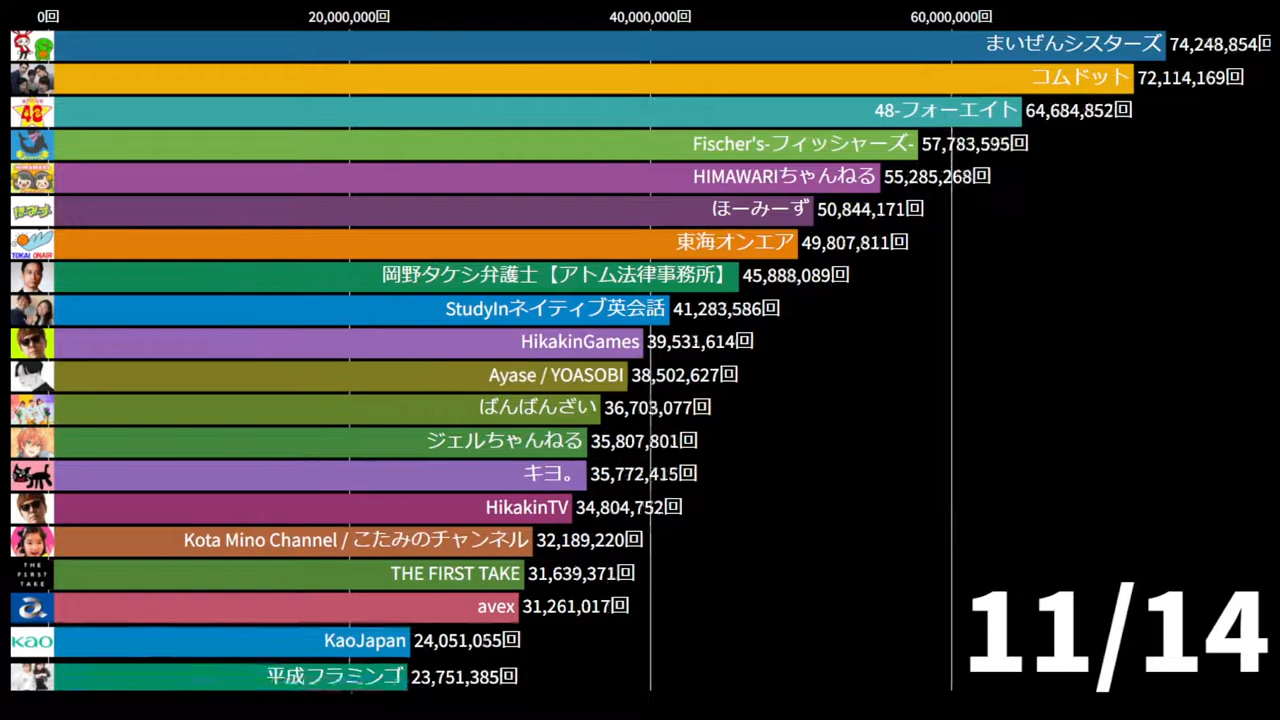 0回 20,000,000回 40,000,000回 60,000,000回
まいぜんシスターズ 74,248,854回
コムドット 72,114,169回
48
48-フォーエイト 64,684,852回
Fischer's-フィッシャーズ- 57,783,595回
HIMAWARIちゃんねる 55,285,268回
ほーみーず 50,844,171回
TOKAI ONAIR
東海オンエア 49,807,811回
岡野タケシ弁護士【アトム法律事務所】 45,888,089回
StudyInネイティブ英会話 41,283,586回
HikakinGames 39,531,614回
Ayase / YOASOBI 38,502,627回
ばんばんざい 36,703,077回
ジェルちゃんねる 35,807,801回
キヨ。 35,772,415回
HikakinTV 34,804,752回
Kota Mino Channel / こたみのチャンネル 32,189,220回
THE FIRST TAKE
THE FIRST TAKE 31,639,371回
a.
avex 31,261,017回
kao
KaoJapan 24,051,055回
平成フラミンゴ 23,751,385回
11/14